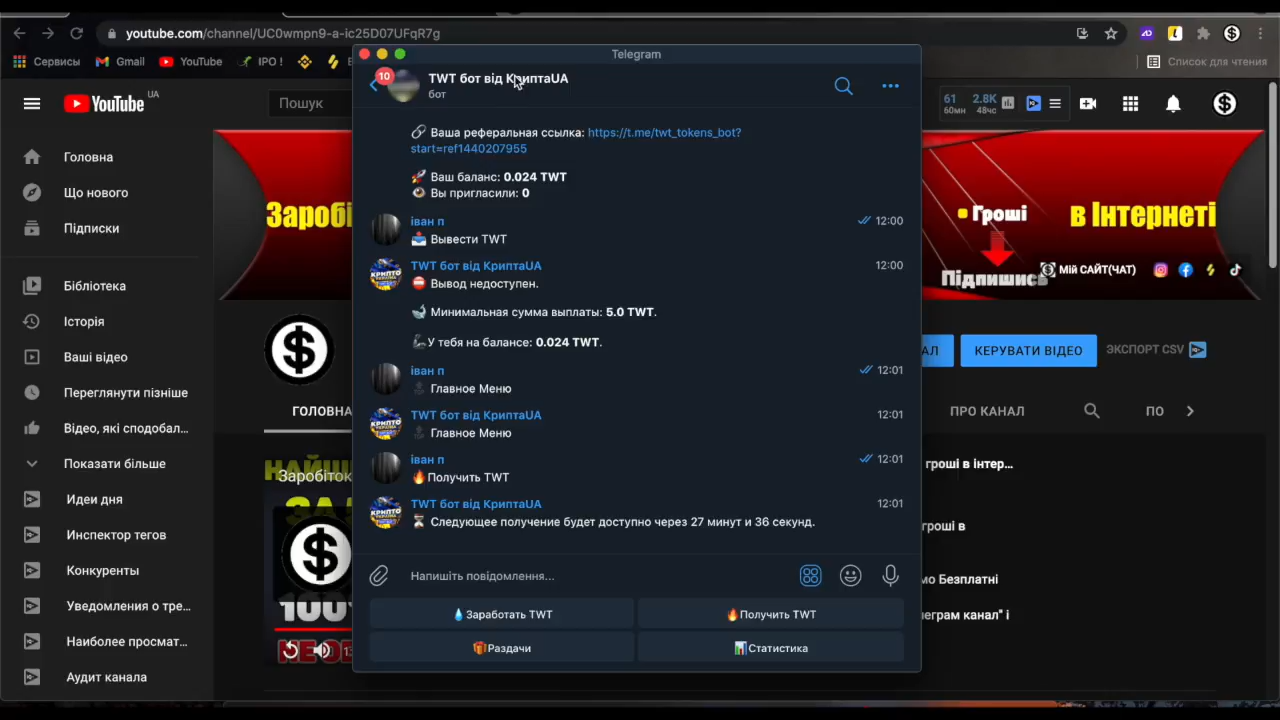 youtube.com/channel/UC0wmpn9-a-ic25D07UFqR7g
Сервисы
Gmail
YouTube
IPO !
Список для чтения
Telegram
10
TWT бот від КриптаUA
бот
YouTube
UA
Пошук
61
60мн
2.8K
48чс
Головна
Що нового
Підписки
Бібліотека
Історія
Ваші відео
Переглянути пізніше
Відео, які сподобал...
Показати більше
Идеи дня
Инспектор тегов
Конкуренты
Уведомления о тре...
Наиболее просмат...
Аудит канала
Заробі
Гроші
в Інтернеті
Підпишись
Мій САЙТ(ЧАТ)
🔗 Ваша реферальная ссылка: https://t.me/twt_tokens_bot?
start=ref1440207955
🚀 Ваш баланс: 0.024 TWT
👁 Вы пригласили: 0
іван п
12:00
📤 Вывести TWT
TWT бот від КриптаUA
12:00
⛔ Вывод недоступен.
Минимальная сумма выплаты: 5.0 TWT.
У тебя на балансе: 0.024 TWT.
іван п
12:01
Главное Меню
TWT бот від КриптаUA
12:01
Главное Меню
іван п
12:01
🔥Получить TWT
TWT бот від КриптаUA
12:01
⏳ Следующее получение будет доступно через 27 минут и 36 секунд.
Напишіть повідомлення...
💧Заработать TWT
🔥Получить TWT
🎁Раздачи
📊Статистика
АЛ
КЕРУВАТИ ВІДЕО
ЭКСПОРТ CSV
ГОЛОВНА
ПРО КАНАЛ
ПО
Заробіток
гроші в інтер...
гроші в
мо Безплатні
еграм канал" і